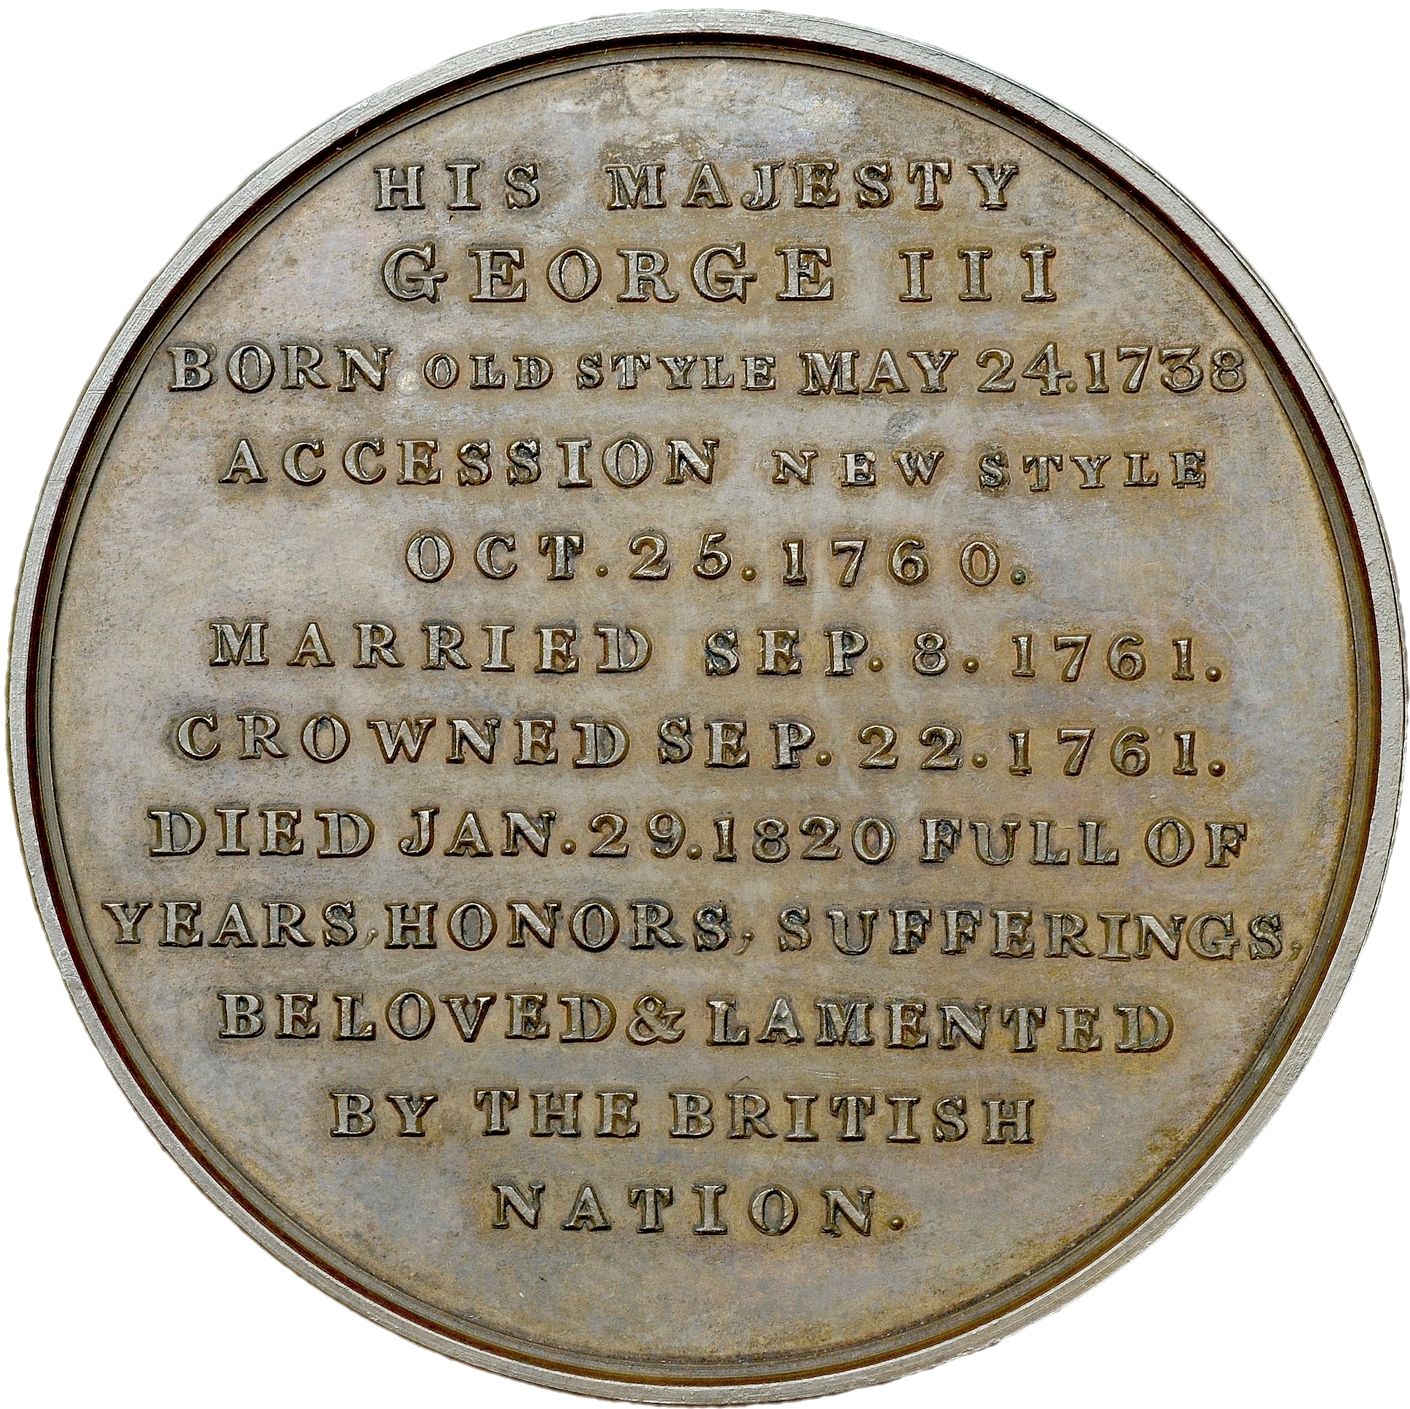 HIS MAJESTY
GEORGE III
BORN OLD STYLE MAY 24.1738
ACCESSION NEW STYLE
OCT.25.1760.
MARRIED SEP.8.1761.
CROWNED SEP.22.1761.
DIED JAN.29.1820 FULL OF
YEARS, HONORS, SUFFERINGS,
BELOVED & LAMENTED
BY THE BRITISH
NATION.